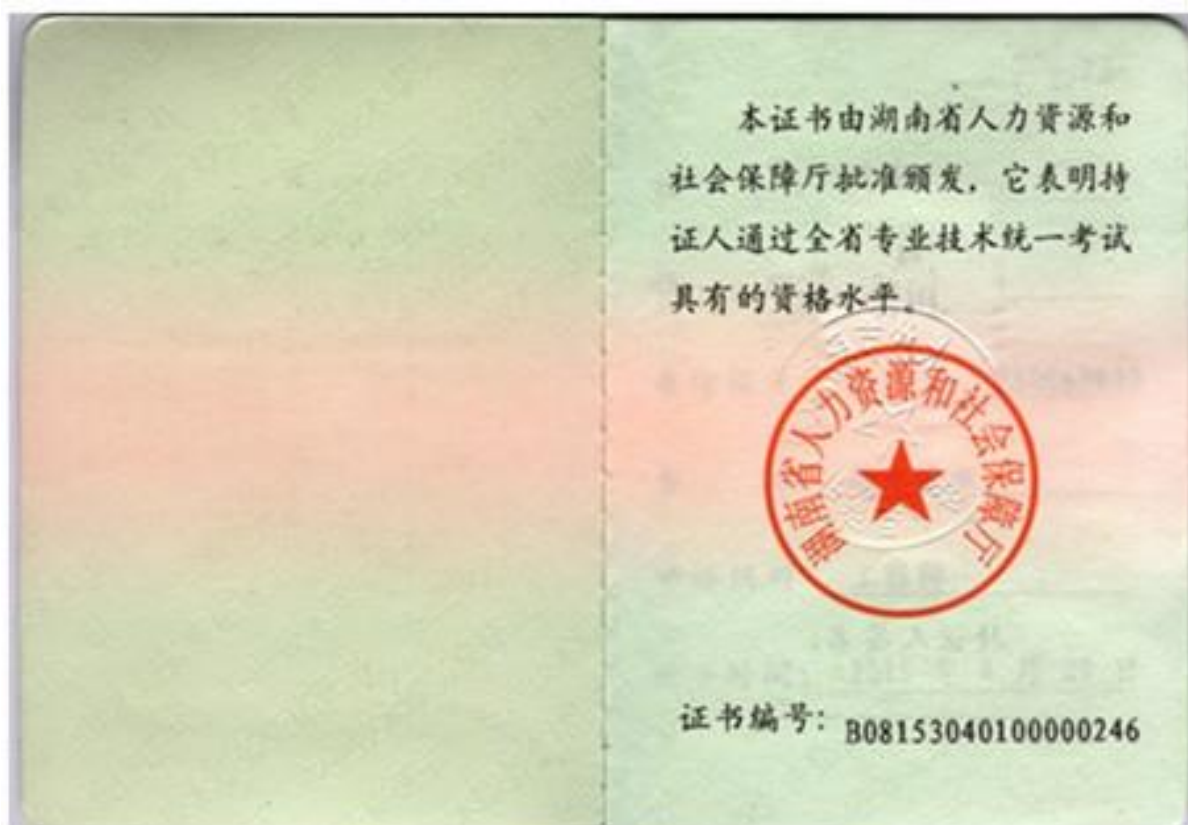 本证书由湖南省人力资源和
社会保障厅批准颁发，它表明持
证人通过全省专业技术统一考试
具有的资格水平。
湖南省人力资源和社会保障厅
证书编号：B08153040100000246